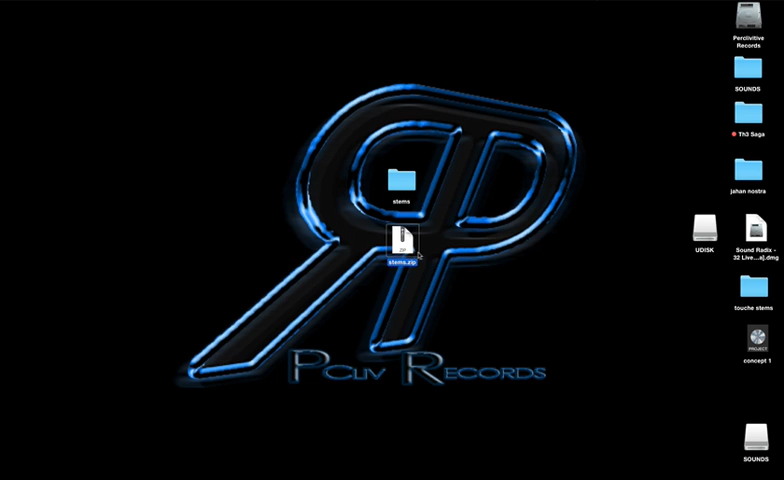 Perclivitive
Records
SOUNDS
Th3 Saga
stems
jahan nostra
ZIP
stems.zip
UDISK
Sound Radix -
32 Live...a].dmg
touche stems
PROJECT
concept 1
PCLIV RECORDS
SOUNDS